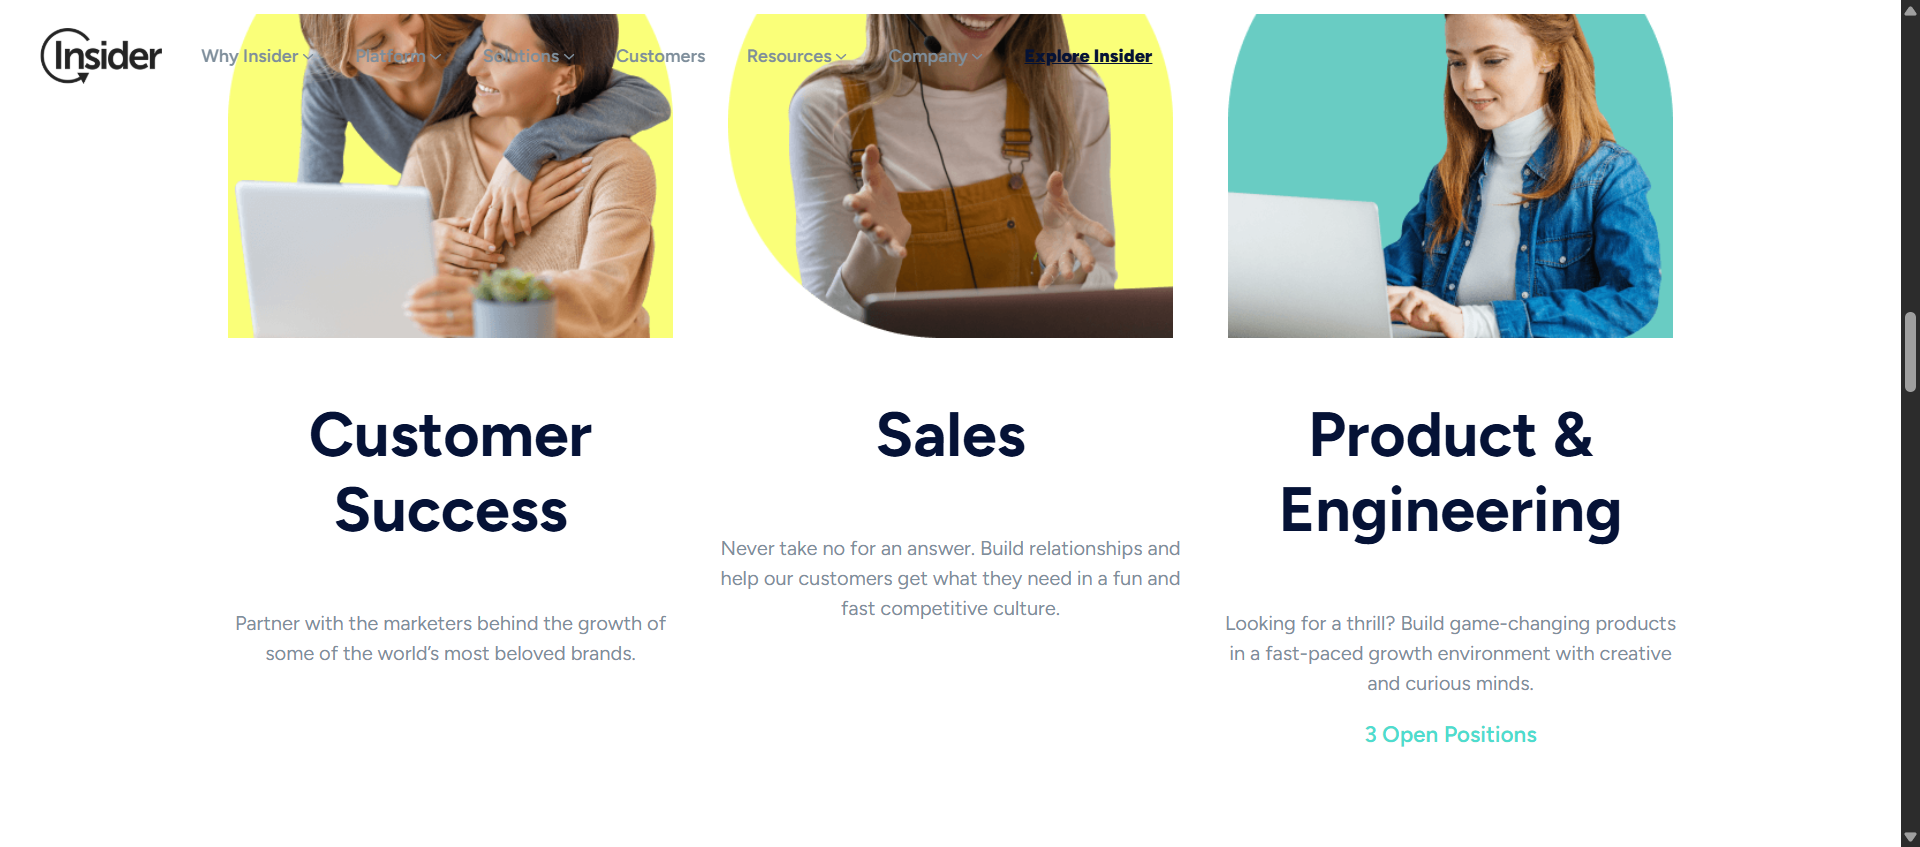 Insider
Why Insider
Platform
Solutions
Customers
Resources
Company
Explore Insider
Customer
Success
Partner with the marketers behind the growth of
some of the world’s most beloved brands.
Sales
Never take no for an answer. Build relationships and
help our customers get what they need in a fun and
fast competitive culture.
Product &
Engineering
Looking for a thrill? Build game-changing products
in a fast-paced growth environment with creative
and curious minds.
3 Open Positions